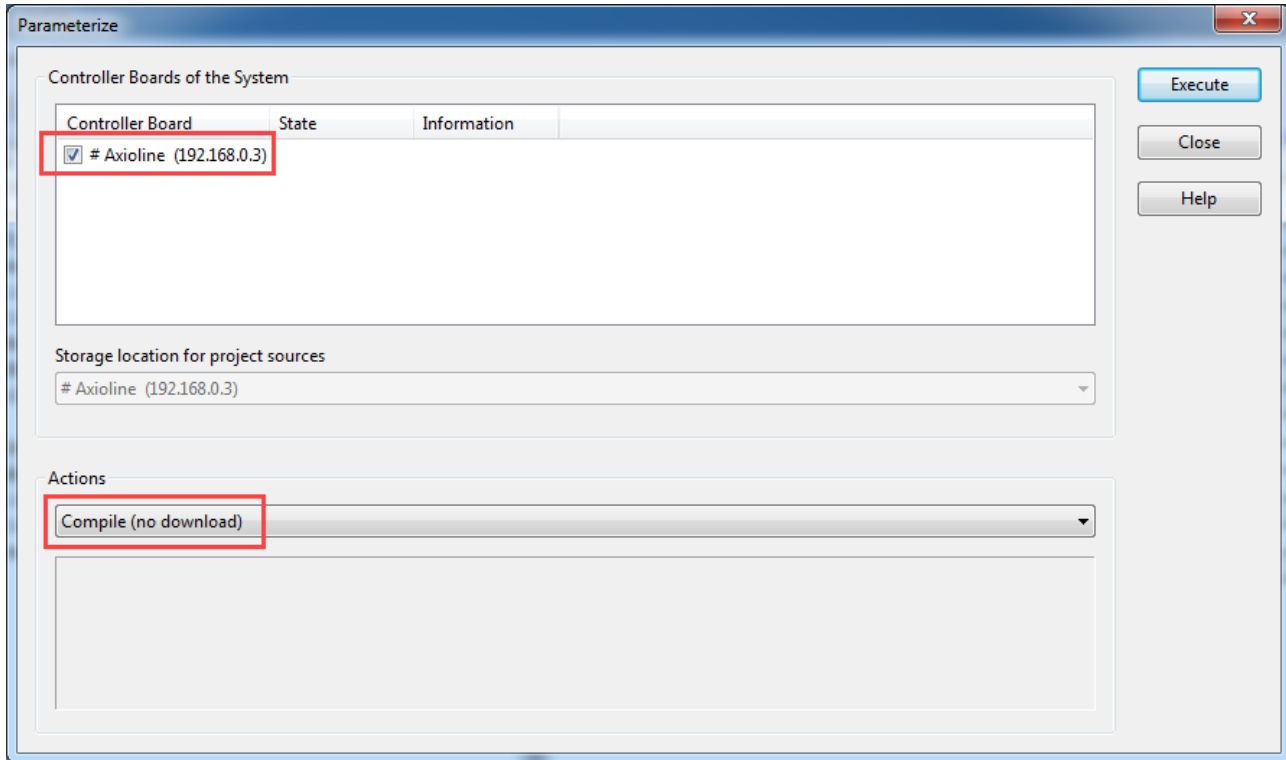 Parameterize
x
Controller Boards of the System
Controller Board State Information
# Axioline (192.168.0.3)
Storage location for project sources
# Axioline (192.168.0.3)
Actions
Compile (no download)
Execute
Close
Help